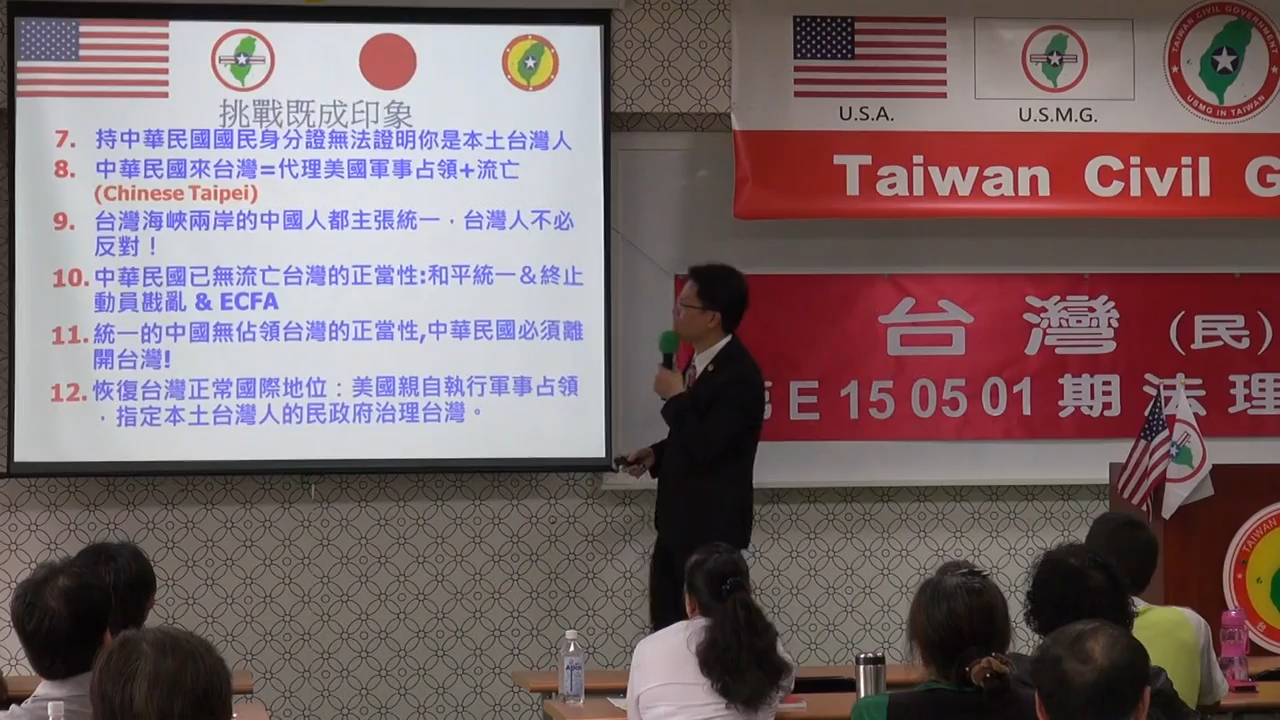 挑戰既成印象
7. 持中華民國國民身分證無法證明你是本土台灣人
8. 中華民國來台灣=代理美國軍事占領+流亡
(Chinese Taipei)
9. 台灣海峽兩岸的中國人都主張統一，台灣人不必
反對！
10. 中華民國已無流亡台灣的正當性:和平統一＆終止
動員戡亂 & ECFA
11. 統一的中國無佔領台灣的正當性,中華民國必須離
開台灣!
12. 恢復台灣正常國際地位：美國親自執行軍事占領
，指定本土台灣人的民政府治理台灣。
U.S.A.
U.S.M.G.
TAIWAN CIVIL GOVERNMENT
USMG IN TAIWAN
Taiwan Civil G
台灣（民）
E 15 05 01 期法理